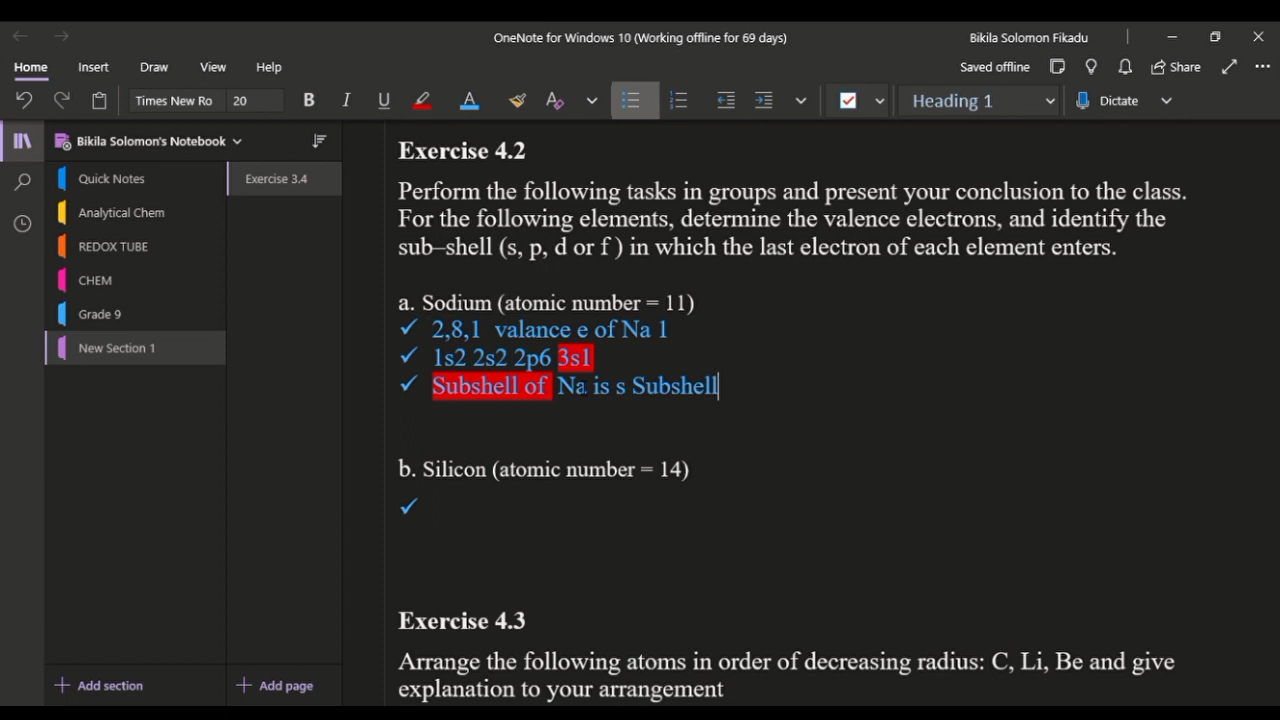 OneNote for Windows 10 (Working offline for 69 days)
Bikila Solomon Fikadu
Home Insert Draw View Help
Saved offline
Share
Times New Ro 20
B I U A A
Heading 1
Dictate
Bikila Solomon's Notebook
Quick Notes
Analytical Chem
REDOX TUBE
CHEM
Grade 9
New Section 1
Add section
Exercise 3.4
Add page
Exercise 4.2
Perform the following tasks in groups and present your conclusion to the class.
For the following elements, determine the valence electrons, and identify the
sub–shell (s, p, d or f ) in which the last electron of each element enters.
a. Sodium (atomic number = 11)
✓ 2,8,1 valance e of Na 1
✓ 1s2 2s2 2p6 3s1
✓ Subshell of Na is s Subshell
b. Silicon (atomic number = 14)
✓
Exercise 4.3
Arrange the following atoms in order of decreasing radius: C, Li, Be and give
explanation to your arrangement